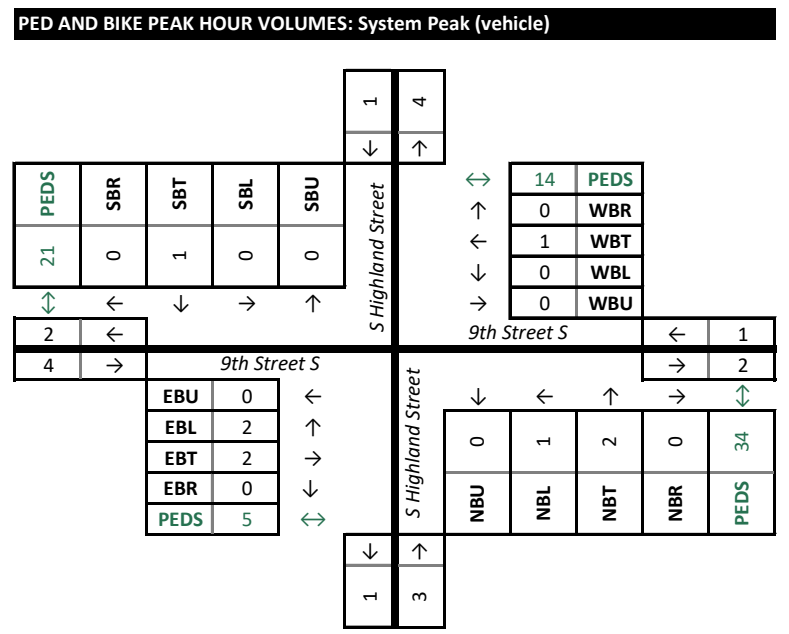 PED AND BIKE PEAK HOUR VOLUMES: System Peak (vehicle)
1 4
↓ ↑
PEDS SBR SBT SBL SBU
21 0 1 0 0
↕ ← ↓ → ↑
S Highland Street
↔ 14 PEDS
↑ 0 WBR
← 1 WBT
↓ 0 WBL
→ 0 WBU
2 ←
4 →
9th Street S
← 1
→ 2
9th Street S
EBU 0 ←
EBL 2 ↑
EBT 2 →
EBR 0 ↓
PEDS 5 ↔
S Highland Street
↓ ← ↑ → ↕
0 1 2 0 34
NBU NBL NBT NBR PEDS
↓ ↑
1 3